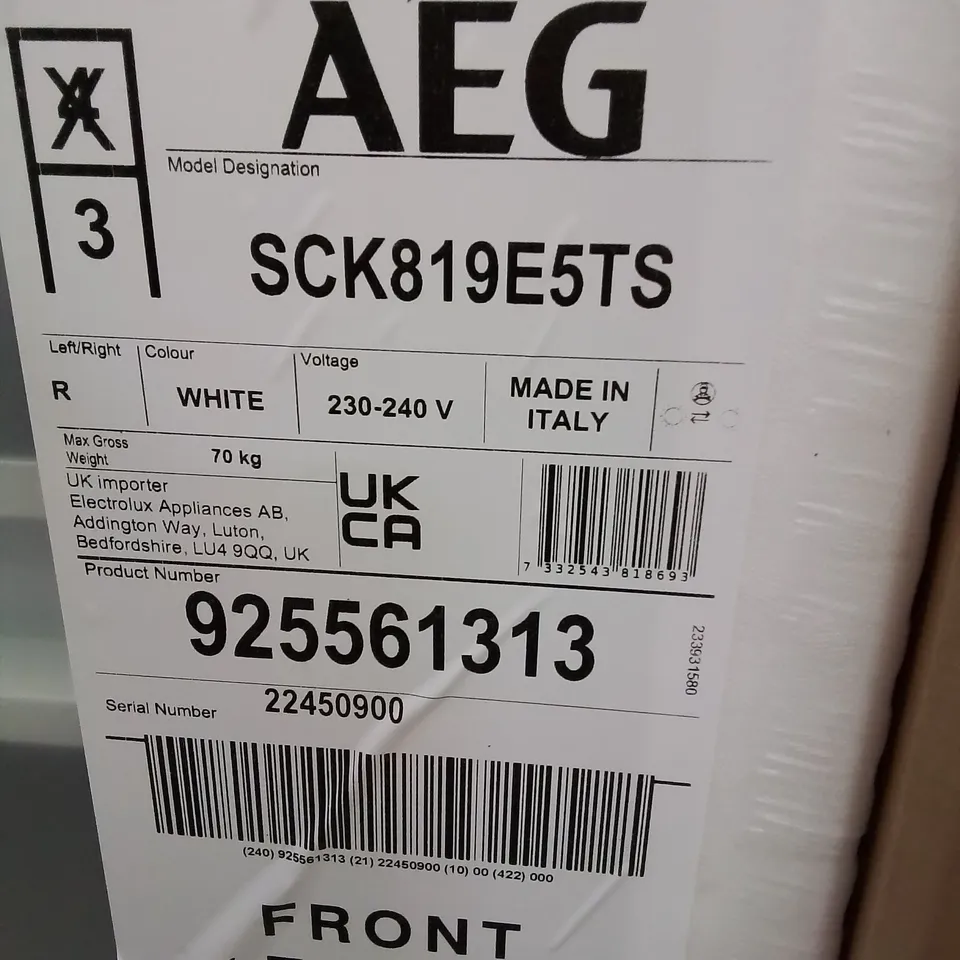 AEG
4
3
Model Designation
SCK819E5TS
Left/Right
R
Colour
WHITE
Voltage
230-240 V
MADE IN
ITALY
Max Gross
Weight
70 kg
UK importer
Electrolux Appliances AB,
Addington Way, Luton,
Bedfordshire, LU4 9QQ, UK
UK
CA
7 332543 818693
Product Number
925561313
233931580
Serial Number
22450900
(240) 925561313 (21) 22450900 (10) 00 (422) 000
FRONT